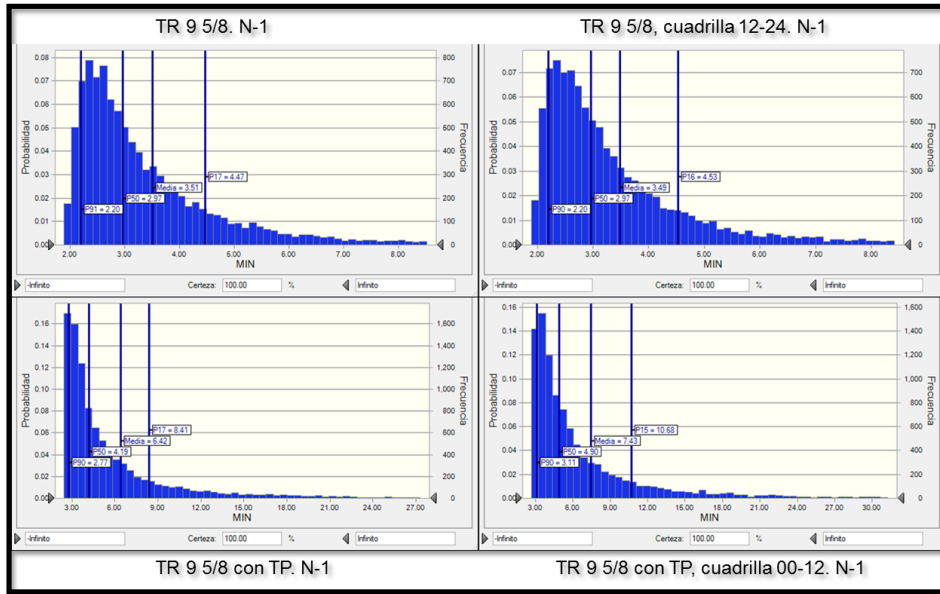 TR 9 5/8. N-1
TR 9 5/8, cuadrilla 12-24. N-1
0.08
0.07
0.06
0.05
0.04
0.03
0.02
0.01
0.00
Probabilidad
800
700
600
500
400
300
200
100
0
Frecuencia
P17 = 4.47
Media = 3.51
P50 = 2.97
P91 = 2.20
2.00 3.00 4.00 5.00 6.00 7.00 8.00
MIN
-Infinito Certeza: 100.00 % Infinito
0.07
0.06
0.05
0.04
0.03
0.02
0.01
0.00
Probabilidad
700
600
500
400
300
200
100
0
Frecuencia
P16 = 4.53
Media = 3.49
P50 = 2.97
P90 = 2.20
2.00 3.00 4.00 5.00 6.00 7.00 8.00
MIN
-Infinito Certeza: 100.00 % Infinito
0.16
0.14
0.12
0.10
0.08
0.06
0.04
0.02
0.00
Probabilidad
1,600
1,400
1,200
1,000
800
600
400
200
0
Frecuencia
P17 = 8.41
Media = 6.42
P50 = 4.19
P90 = 2.77
3.00 6.00 9.00 12.00 15.00 18.00 21.00 24.00 27.00
MIN
-Infinito Certeza: 100.00 % Infinito
0.16
0.14
0.12
0.10
0.08
0.06
0.04
0.02
0.00
Probabilidad
1,600
1,400
1,200
1,000
800
600
400
200
0
Frecuencia
P15 = 10.68
Media = 7.43
P50 = 4.90
P90 = 3.11
3.00 6.00 9.00 12.00 15.00 18.00 21.00 24.00 27.00 30.00
MIN
-Infinito Certeza: 100.00 % Infinito
TR 9 5/8 con TP. N-1
TR 9 5/8 con TP, cuadrilla 00-12. N-1